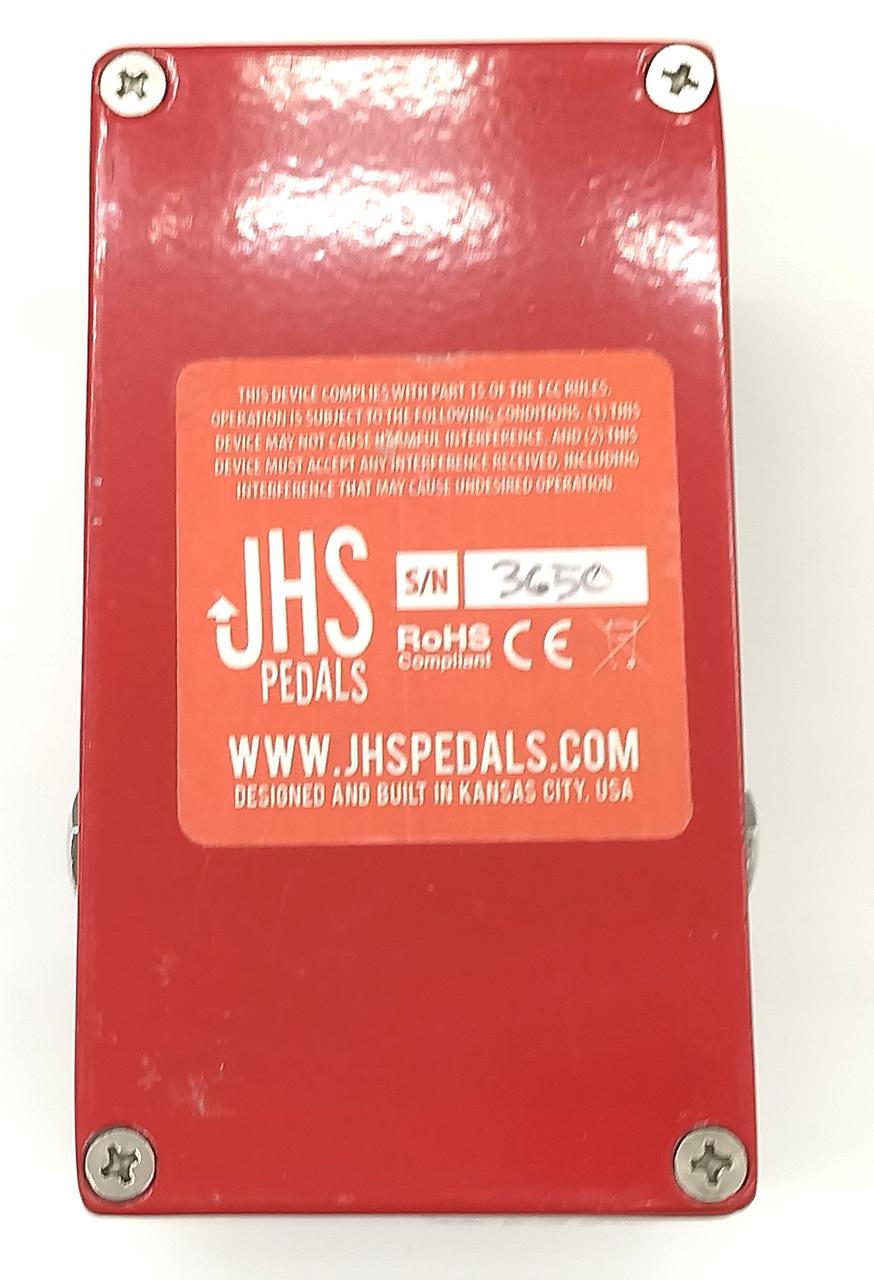 THIS DEVICE COMPLIES WITH PART 15 OF THE FCC RULES.
OPERATION IS SUBJECT TO THE FOLLOWING CONDITIONS. (1) THIS
DEVICE MAY NOT CAUSE HARMFUL INTERFERENCE, AND (2) THIS
DEVICE MUST ACCEPT ANY INTERFERENCE RECEIVED, INCLUDING
INTERFERENCE THAT MAY CAUSE UNDESIRED OPERATION.
JHS
PEDALS
S/N 3650
RoHS
Compliant
CE
WWW.JHSPEDALS.COM
DESIGNED AND BUILT IN KANSAS CITY, USA